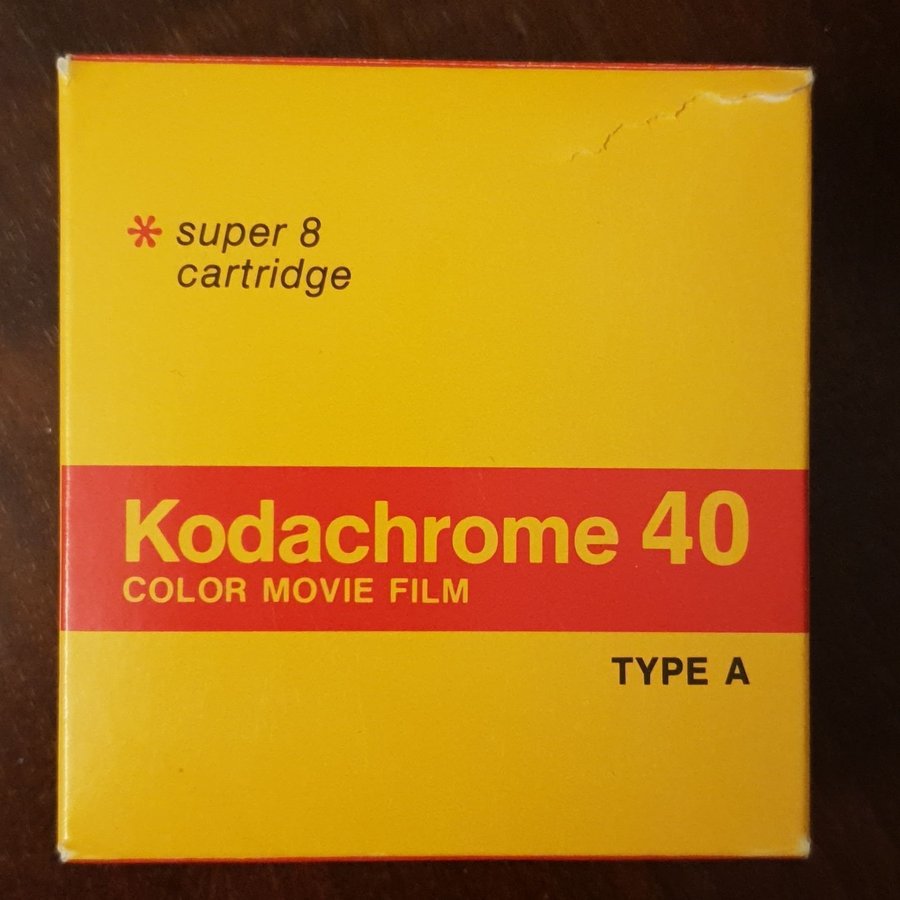 * super 8
cartridge
Kodachrome 40
COLOR MOVIE FILM
TYPE A